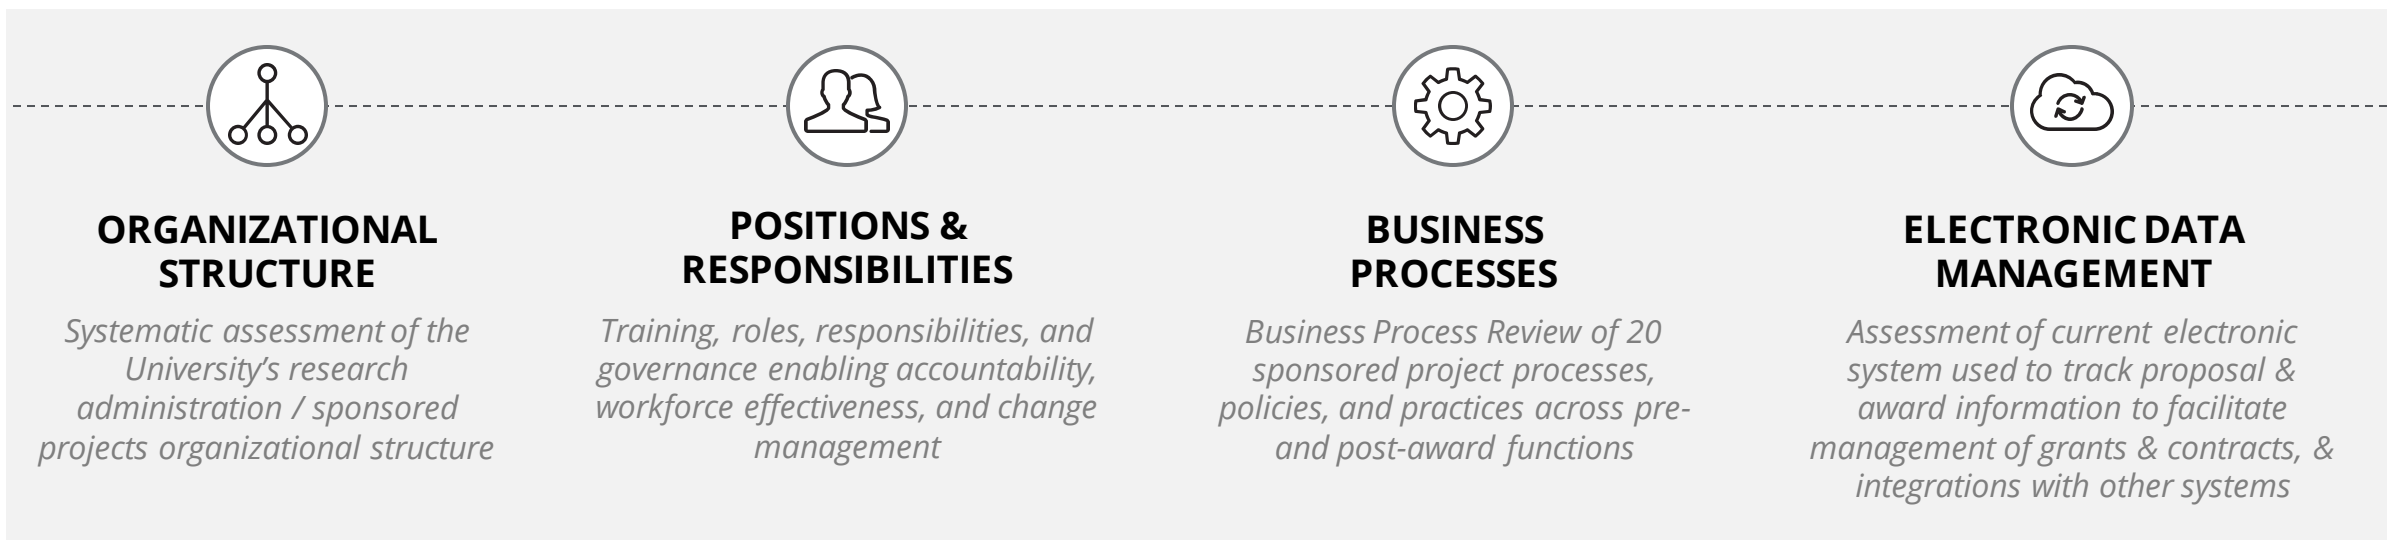 ORGANIZATIONAL
STRUCTURE
Systematic assessment of the
University’s research
administration / sponsored
projects organizational structure
POSITIONS &
RESPONSIBILITIES
Training, roles, responsibilities, and
governance enabling accountability,
workforce effectiveness, and change
management
BUSINESS
PROCESSES
Business Process Review of 20
sponsored project processes,
policies, and practices across pre-
and post-award functions
ELECTRONIC DATA
MANAGEMENT
Assessment of current electronic
system used to track proposal &
award information to facilitate
management of grants & contracts, &
integrations with other systems